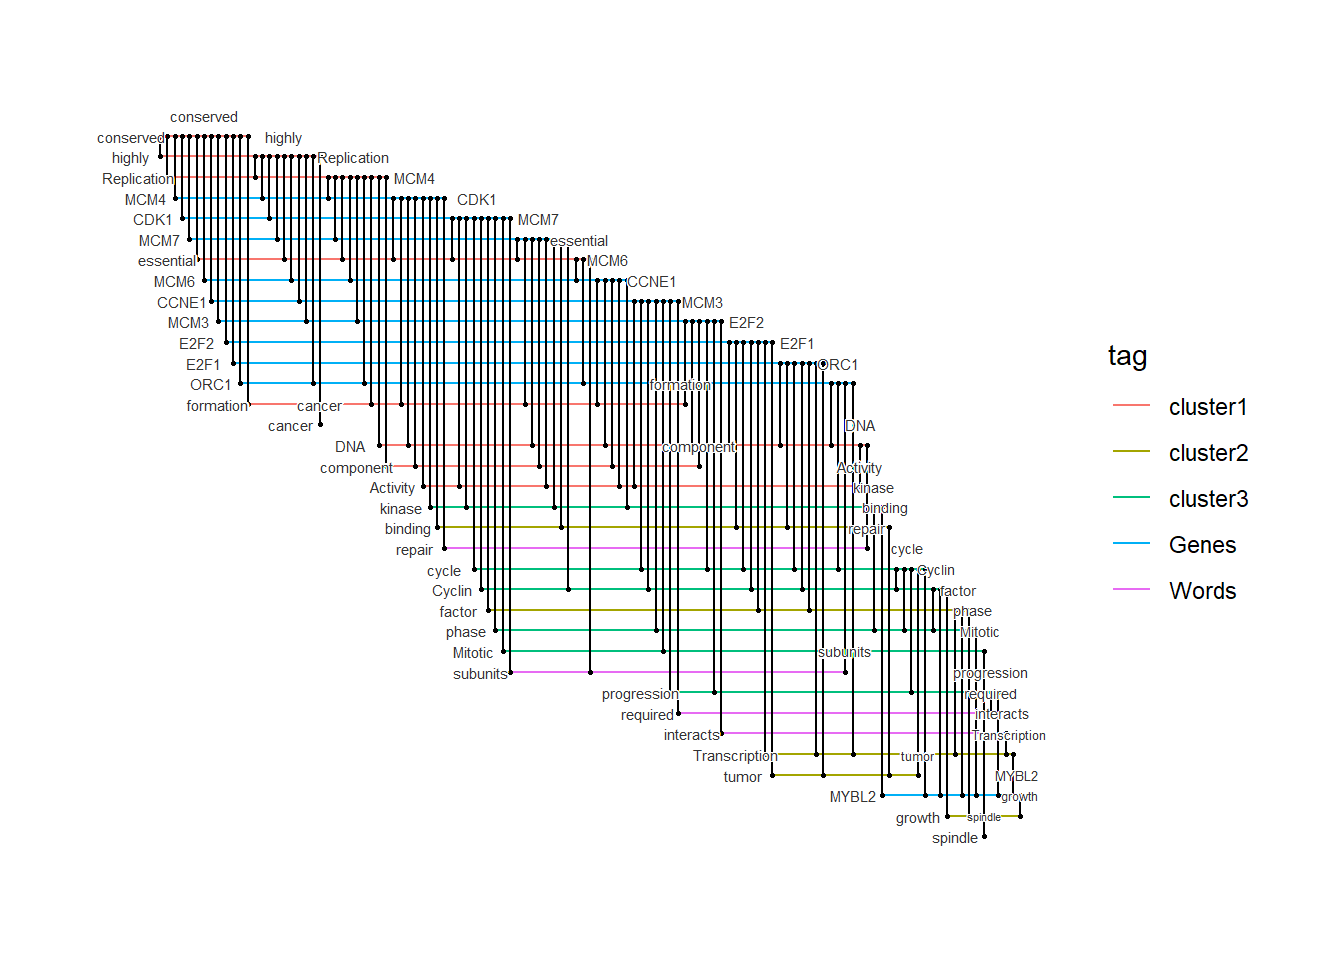 conserved
conserved
highly
highly
Replication
Replication
MCM4
MCM4
CDK1
CDK1
MCM7
MCM7
essential
essential
MCM6
MCM6
CCNE1
CCNE1
MCM3
MCM3
E2F2
E2F2
E2F1
E2F1
ORC1
ORC1
formation
formation
cancer
cancer
DNA
DNA
component
component
Activity
Activity
kinase
kinase
binding
binding
repair
repair
cycle
cycle
Cyclin
Cyclin
factor
factor
phase
phase
Mitotic
Mitotic
subunits
subunits
progression
progression
required
required
interacts
interacts
Transcription
Transcription
tumor
tumor
MYBL2
MYBL2
growth
growth
spindle
spindle
tag
cluster1
cluster2
cluster3
Genes
Words